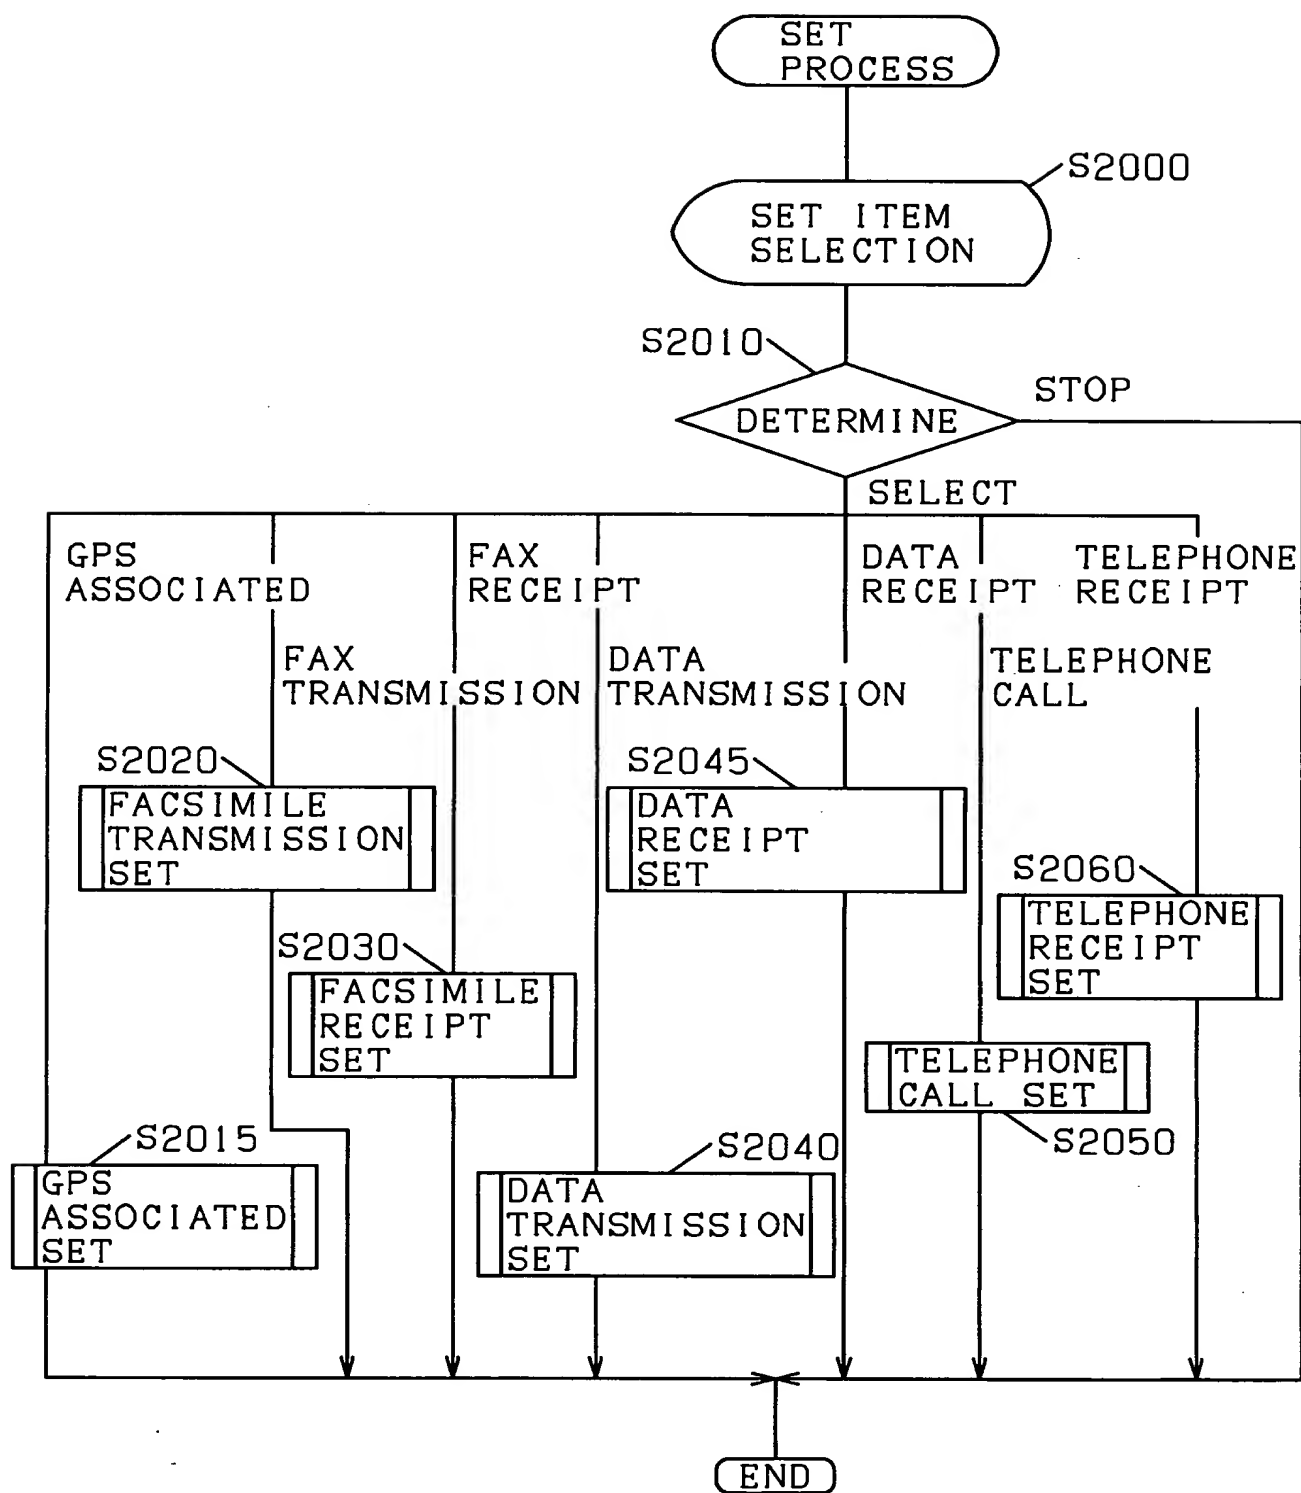 SET
PROCESS
S2000
SET ITEM
SELECTION
S2010
STOP
DETERMINE
SELECT
GPS
ASSOCIATED
FAX
RECEIPT
DATA
RECEIPT
TELEPHONE
RECEIPT
FAX
TRANSMISSION
DATA
TRANSMISSION
TELEPHONE
CALL
S2020
FACSIMILE
TRANSMISSION
SET
S2045
DATA
RECEIPT
SET
S2060
TELEPHONE
RECEIPT
SET
S2030
FACSIMILE
RECEIPT
SET
TELEPHONE
CALL SET
S2050
S2015
GPS
ASSOCIATED
SET
S2040
DATA
TRANSMISSION
SET
END